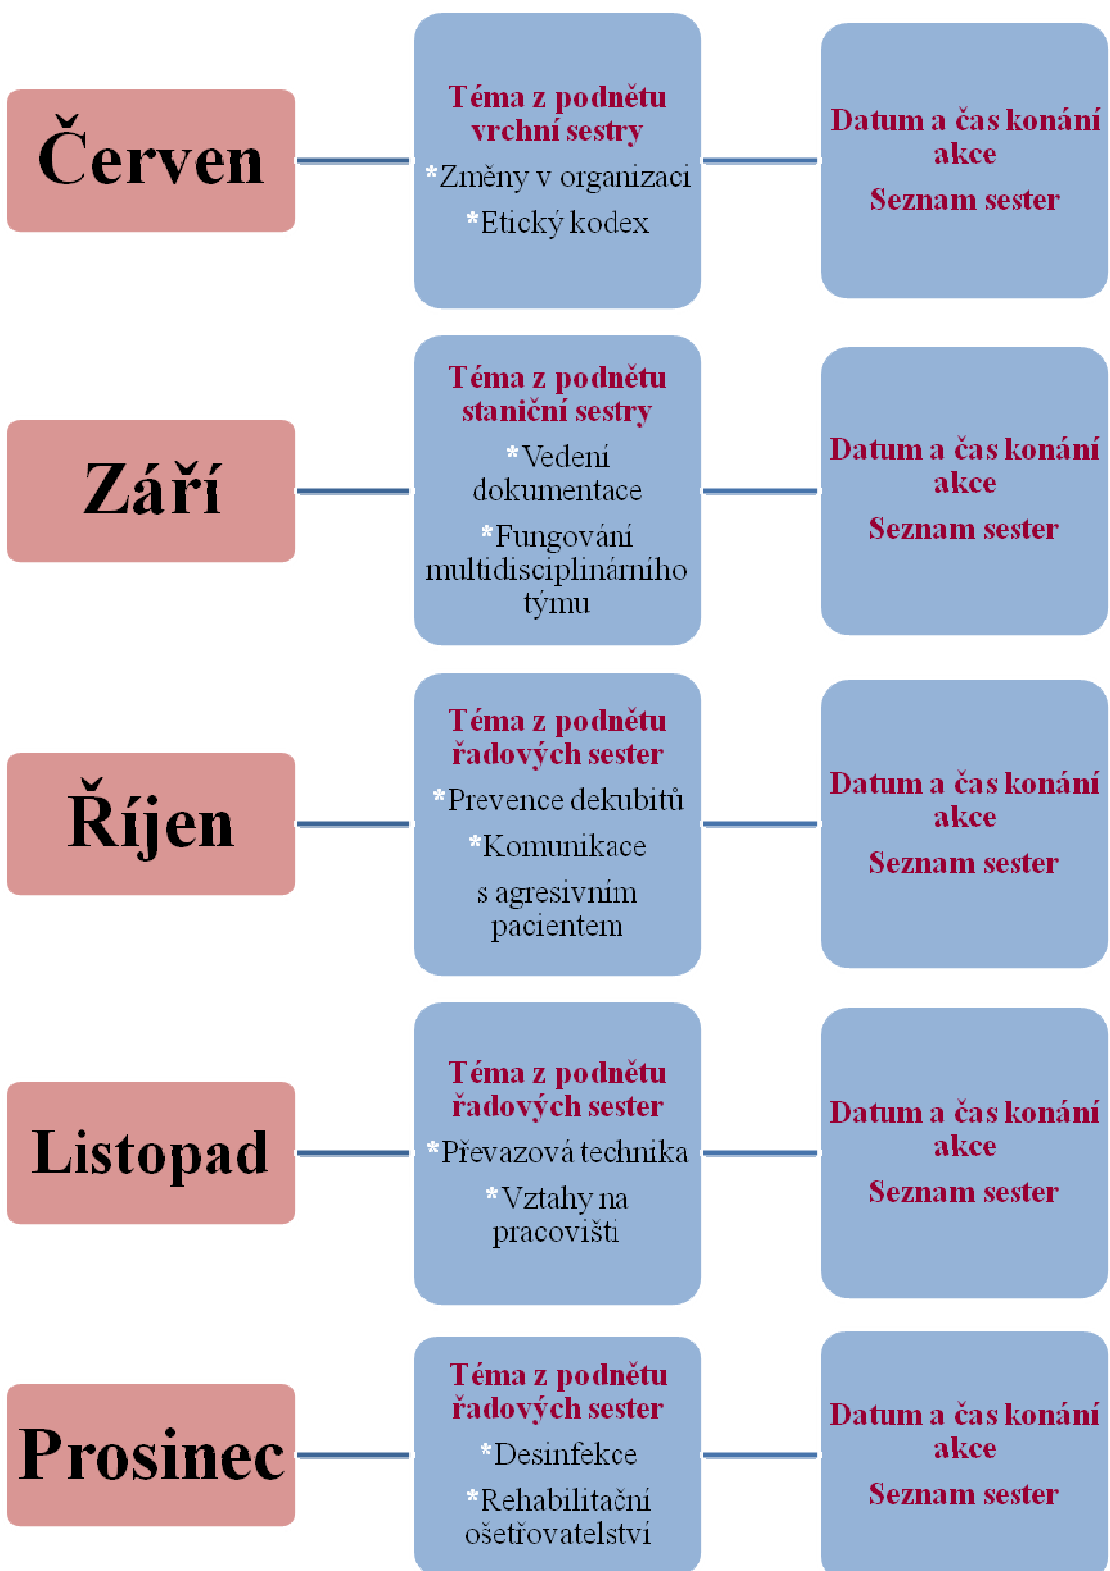 Červen
Téma z podnětu
vrchní sestry
*Změny v organizaci
*Etický kodex
Datum a čas konání
akce
Seznam sester
Září
Téma z podnětu
staniční sestry
*Vedení
dokumentace
*Fungování
multidisciplinárního
týmu
Datum a čas konání
akce
Seznam sester
Říjen
Téma z podnětu
řadových sester
*Prevence dekubitů
*Komunikace
s agresivním
pacientem
Datum a čas konání
akce
Seznam sester
Listopad
Téma z podnětu
řadových sester
*Převazová technika
*Vztahy na
pracovišti
Datum a čas konání
akce
Seznam sester
Prosinec
Téma z podnětu
řadových sester
*Desinfekce
*Rehabilitační
ošetřovatelství
Datum a čas konání
akce
Seznam sester